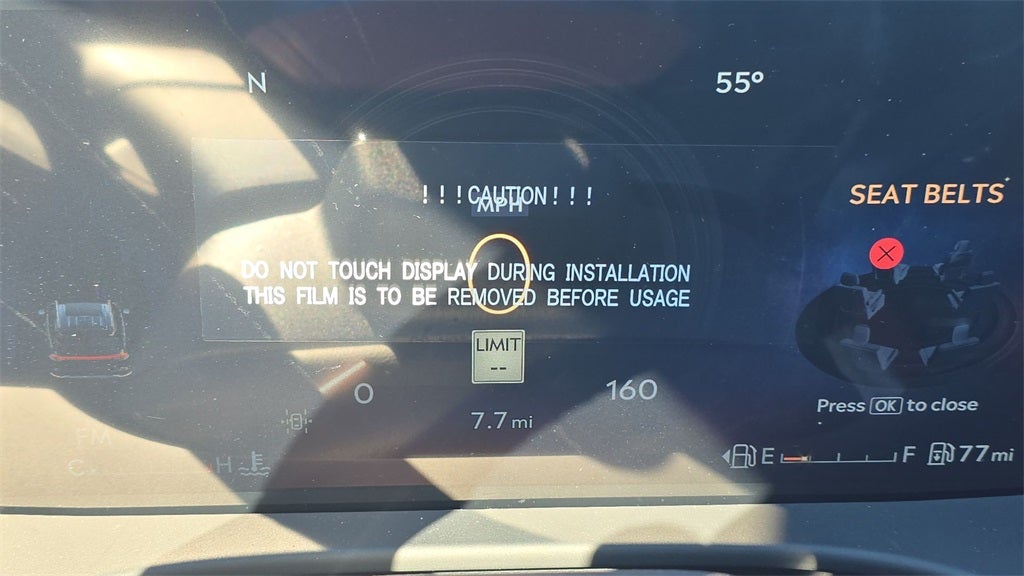 N
55°
!!!CAUTION!!!
MPH
SEAT BELTS
DO NOT TOUCH DISPLAY DURING INSTALLATION
THIS FILM IS TO BE REMOVED BEFORE USAGE
LIMIT
--
0
160
7.7 mi
Press OK to close
FM
C H
E F 77 mi